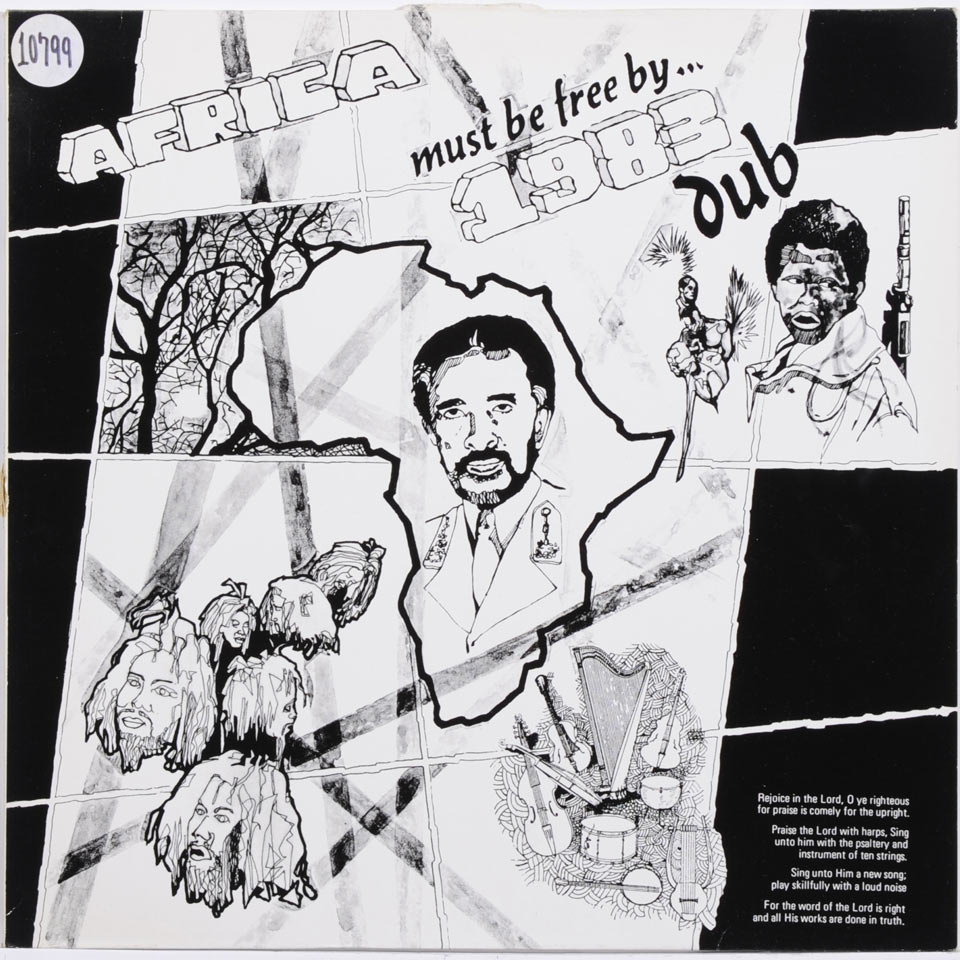 10799
AFRICA
must be free by...
1983
dub
Rejoice in the Lord, O ye righteous
for praise is comely for the upright.
Praise the Lord with harps, Sing
unto him with the psaltery and
instrument of ten strings.
Sing unto Him a new song;
play skillfully with a loud noise
For the word of the Lord is right
and all His works are done in truth.